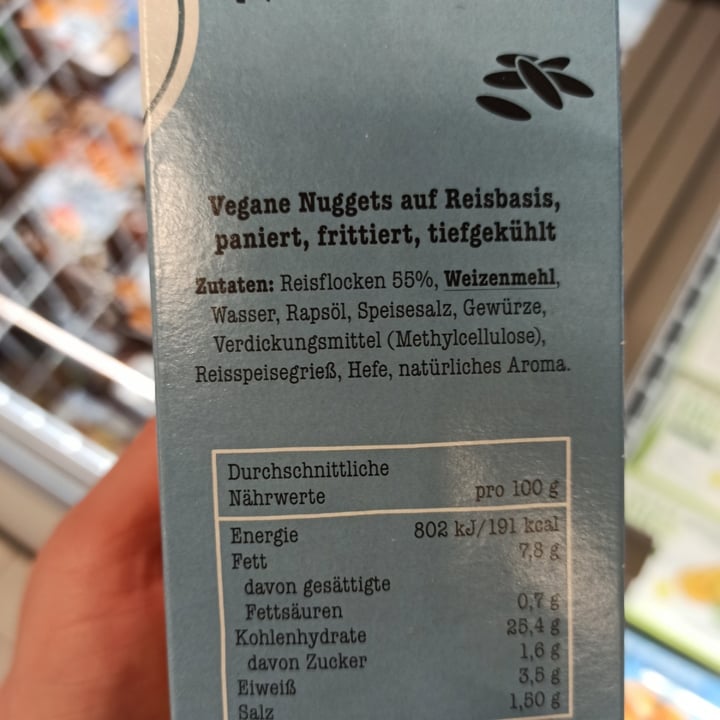 Vegane Nuggets auf Reisbasis,
paniert, frittiert, tiefgekühlt
Zutaten: Reisflocken 55%, Weizenmehl,
Wasser, Rapsöl, Speisesalz, Gewürze,
Verdickungsmittel (Methylcellulose),
Reisspeisegrieß, Hefe, natürliches Aroma.
Durchschnittliche
Nährwerte pro 100 g
Energie 802 kJ/191 kcal
Fett 7,8 g
davon gesättigte
Fettsäuren 0,7 g
Kohlenhydrate 25,4 g
davon Zucker 1,6 g
Eiweiß 3,5 g
Salz 1,50 g